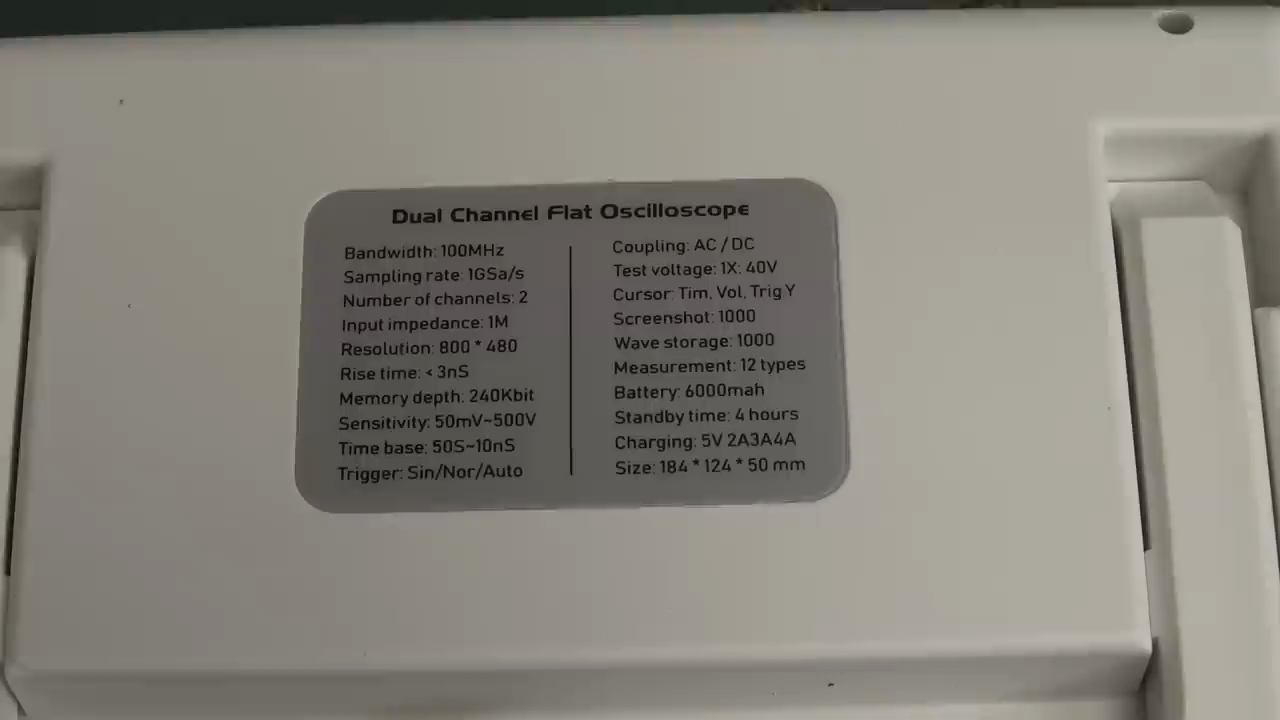 Dual Channel Flat Oscilloscope
Bandwidth: 100MHz
Sampling rate: 1GSa/s
Number of channels: 2
Input impedance: 1M
Resolution: 800 * 480
Rise time: < 3nS
Memory depth: 240Kbit
Sensitivity: 50mV~500V
Time base: 50S~10nS
Trigger: Sin/Nor/Auto
Coupling: AC / DC
Test voltage: 1X: 40V
Cursor: Tim, Vol, Trig Y
Screenshot: 1000
Wave storage: 1000
Measurement: 12 types
Battery: 6000mah
Standby time: 4 hours
Charging: 5V 2A3A4A
Size: 184 * 124 * 50 mm